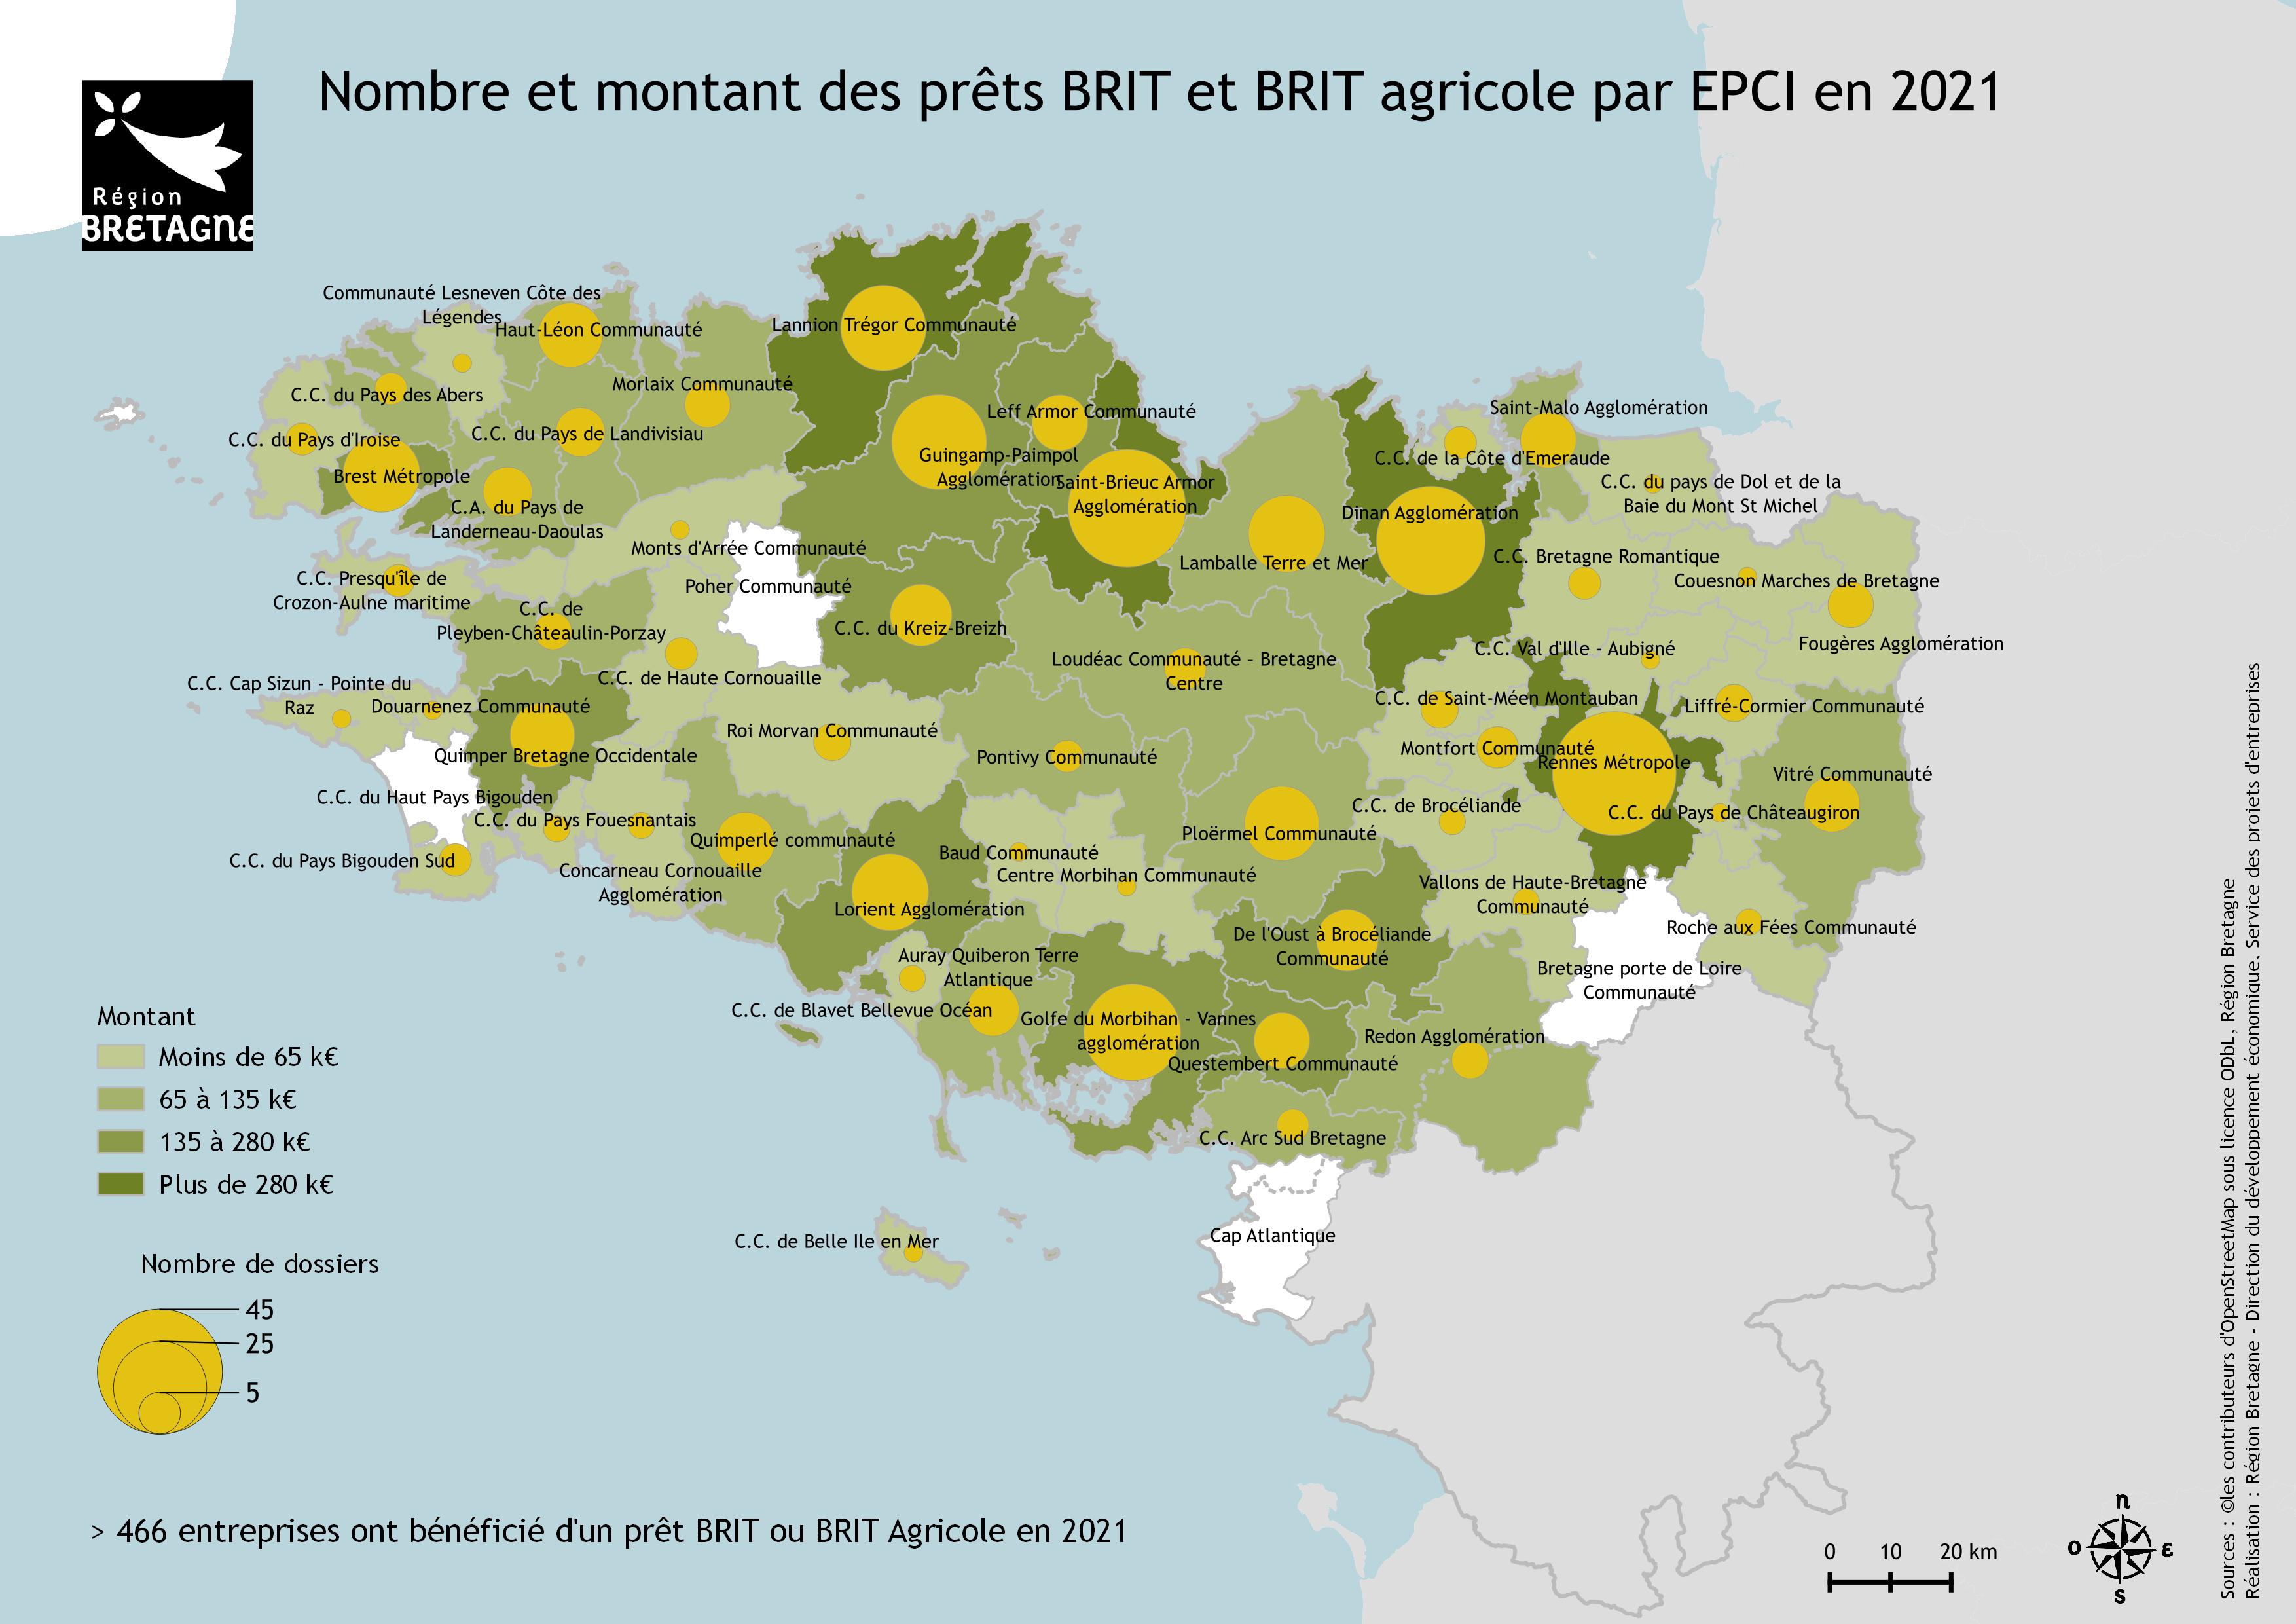 Nombre et montant des prêts BRIT et BRIT agricole par EPCI en 2021
Région
BRETAGNE
Communauté Lesneven Côte des
Légendes
Haut-Léon Communauté
Lannion Trégor Communauté
Morlaix Communauté
C.C. du Pays des Abers
Leff Armor Communauté
Saint-Malo Agglomération
C.C. du Pays d'Iroise
C.C. du Pays de Landivisiau
Guingamp-Paimpol
Agglomération
C.C. de la Côte d'Emeraude
Brest Métropole
Saint-Brieuc Armor
Agglomération
C.C. du pays de Dol et de la
Baie du Mont St Michel
C.A. du Pays de
Landerneau-Daoulas
Dinan Agglomération
Monts d'Arrée Communauté
Lamballe Terre et Mer
C.C. Bretagne Romantique
C.C. Presqu'île de
Crozon-Aulne maritime
Poher Communauté
Couesnon Marches de Bretagne
C.C. de
Pleyben-Châteaulin-Porzay
C.C. du Kreiz-Breizh
Fougères Agglomération
C.C. Val d'Ille - Aubigné
Loudéac Communauté - Bretagne
Centre
C.C. de Haute Cornouaille
C.C. Cap Sizun - Pointe du
Raz
Douarnenez Communauté
C.C. de Saint-Méen Montauban
Liffré-Cormier Communauté
Roi Morvan Communauté
Quimper Bretagne Occidentale
Pontivy Communauté
Montfort Communauté
Rennes Métropole
Vitré Communauté
C.C. du Haut Pays Bigouden
C.C. de Brocéliande
C.C. du Pays de Châteaugiron
C.C. du Pays Fouesnantais
Quimperlé communauté
Ploërmel Communauté
C.C. du Pays Bigouden Sud
Baud Communauté
Concarneau Cornouaille
Agglomération
Centre Morbihan Communauté
Vallons de Haute-Bretagne
Communauté
Lorient Agglomération
Roche aux Fées Communauté
De l'Oust à Brocéliande
Communauté
Auray Quiberon Terre
Atlantique
Bretagne porte de Loire
Communauté
C.C. de Blavet Bellevue Océan
Golfe du Morbihan - Vannes
agglomération
Redon Agglomération
Questembert Communauté
C.C. Arc Sud Bretagne
Cap Atlantique
C.C. de Belle Ile en Mer
Montant
Moins de 65 k€
65 à 135 k€
135 à 280 k€
Plus de 280 k€
Nombre de dossiers
45
25
5
> 466 entreprises ont bénéficié d'un prêt BRIT ou BRIT Agricole en 2021
0 10 20 km
n
o ε
s
Sources : ©les contributeurs d'OpenStreetMap sous licence ODbL, Région Bretagne
Réalisation : Région Bretagne - Direction du développement économique, Service des projets d'entreprises